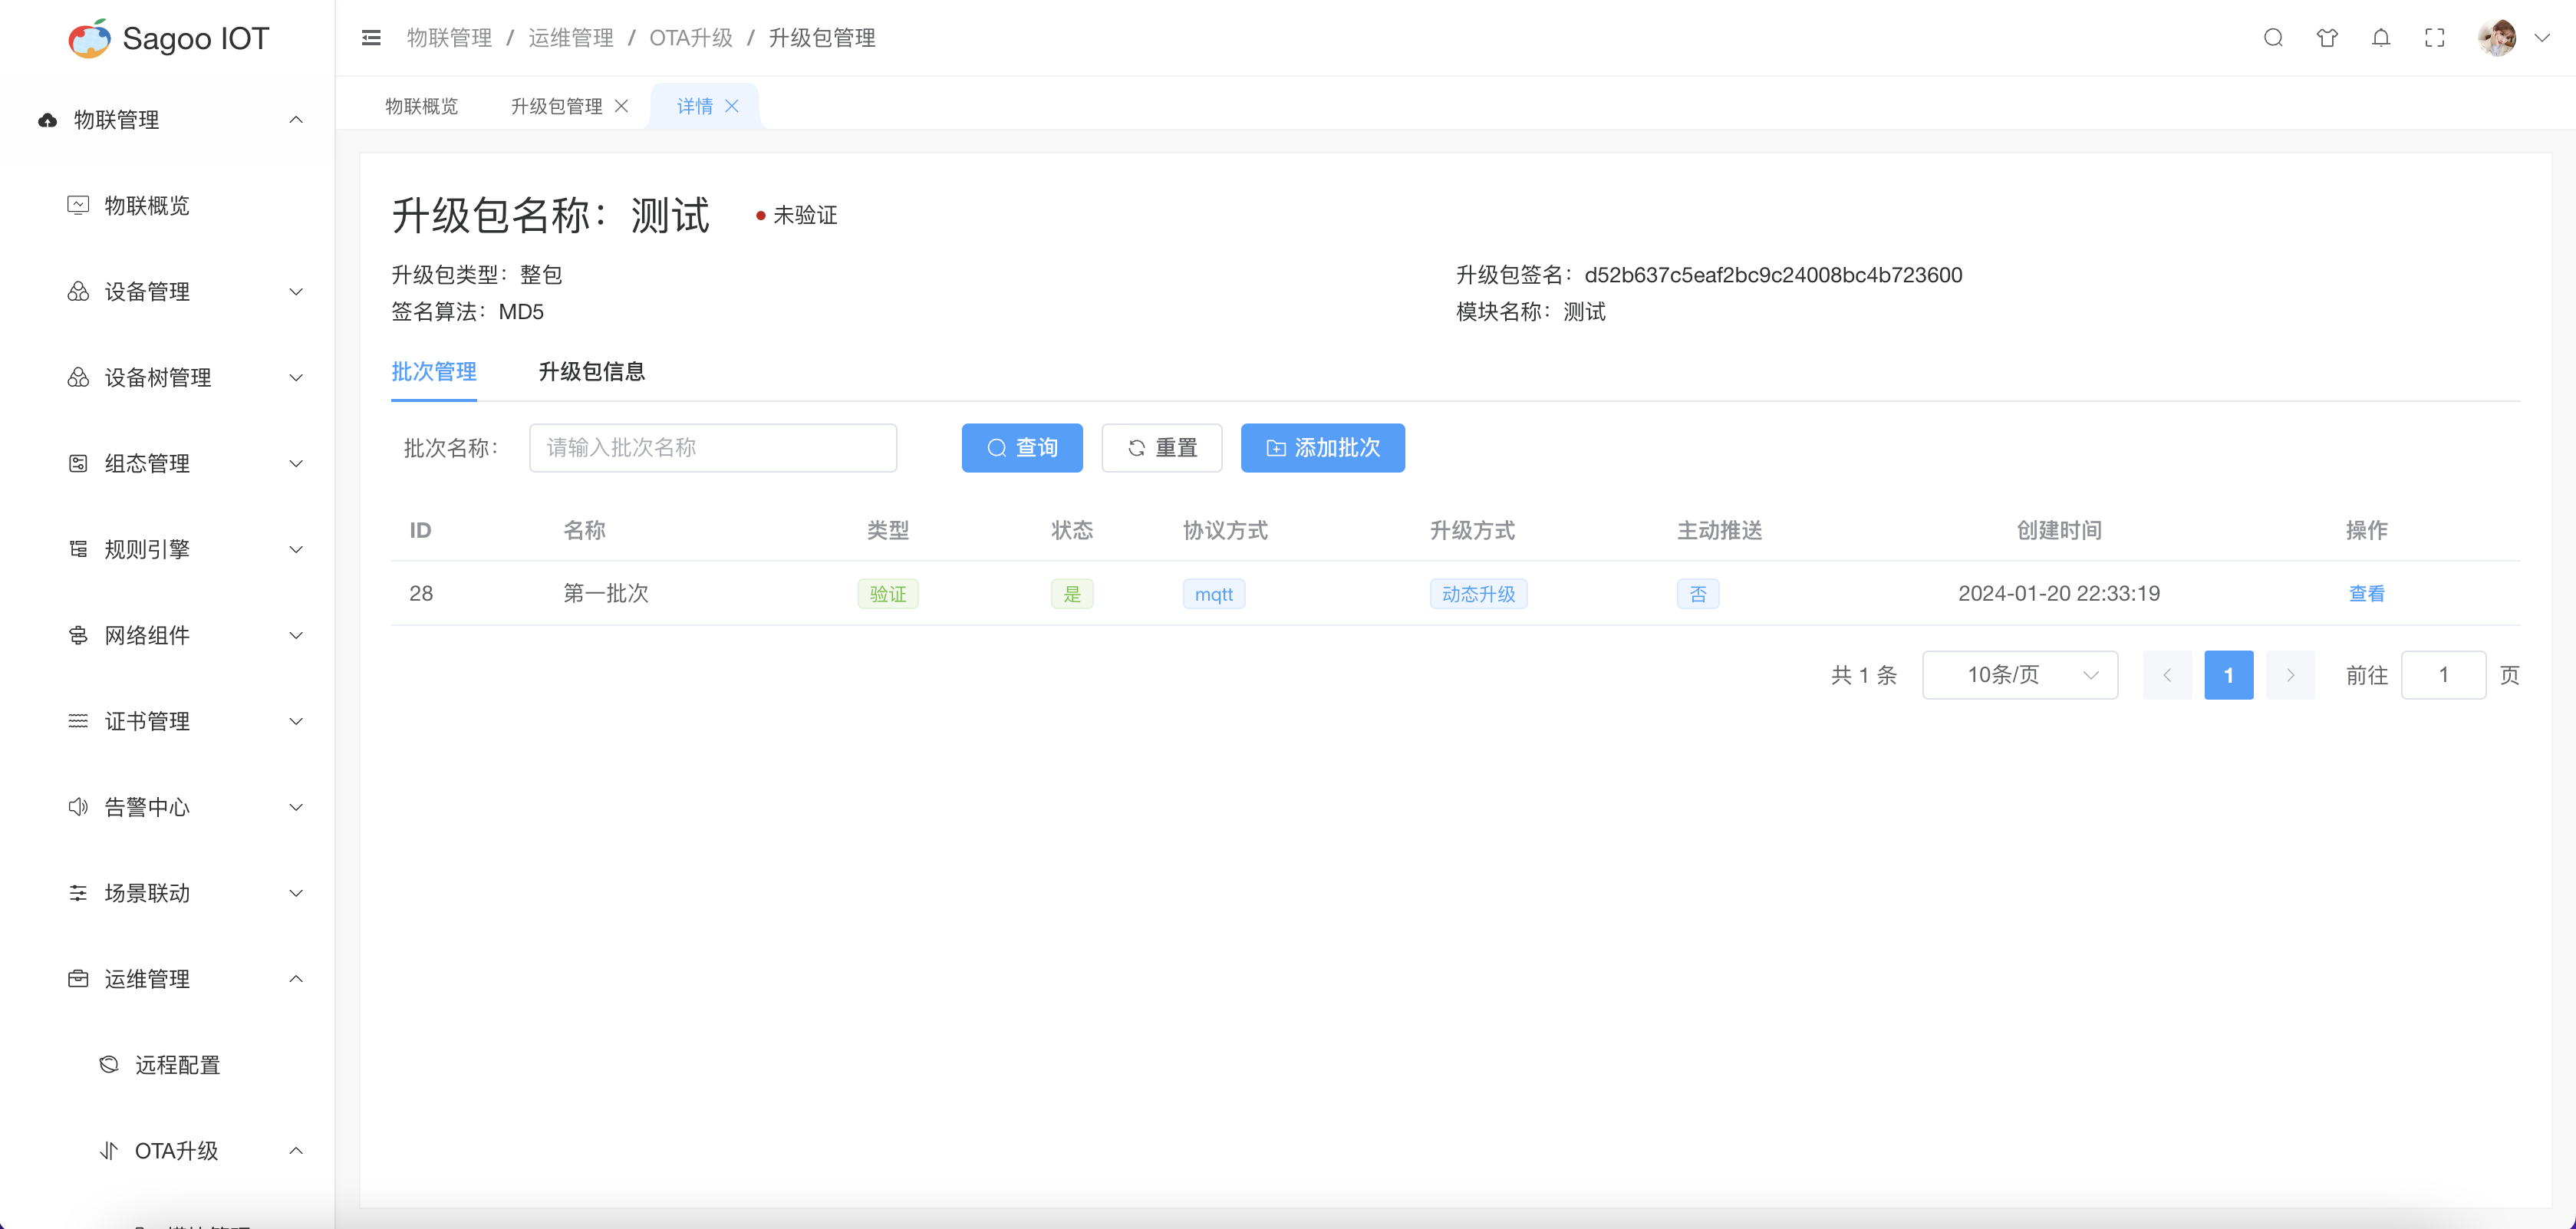 Sagoo IOT
物联管理 / 运维管理 / OTA升级 / 升级包管理
物联概览 升级包管理 详情
物联管理
物联概览
设备管理
设备树管理
组态管理
规则引擎
网络组件
证书管理
告警中心
场景联动
运维管理
远程配置
OTA升级
升级包名称：测试 未验证
升级包类型：整包 升级包签名：d52b637c5eaf2bc9c24008bc4b723600
签名算法：MD5 模块名称：测试
批次管理 升级包信息
批次名称： 请输入批次名称 查询 重置 添加批次
ID 名称 类型 状态 协议方式 升级方式 主动推送 创建时间 操作
28 第一批次 验证 是 mqtt 动态升级 否 2024-01-20 22:33:19 查看
共 1 条 10条/页 1 前往 1 页